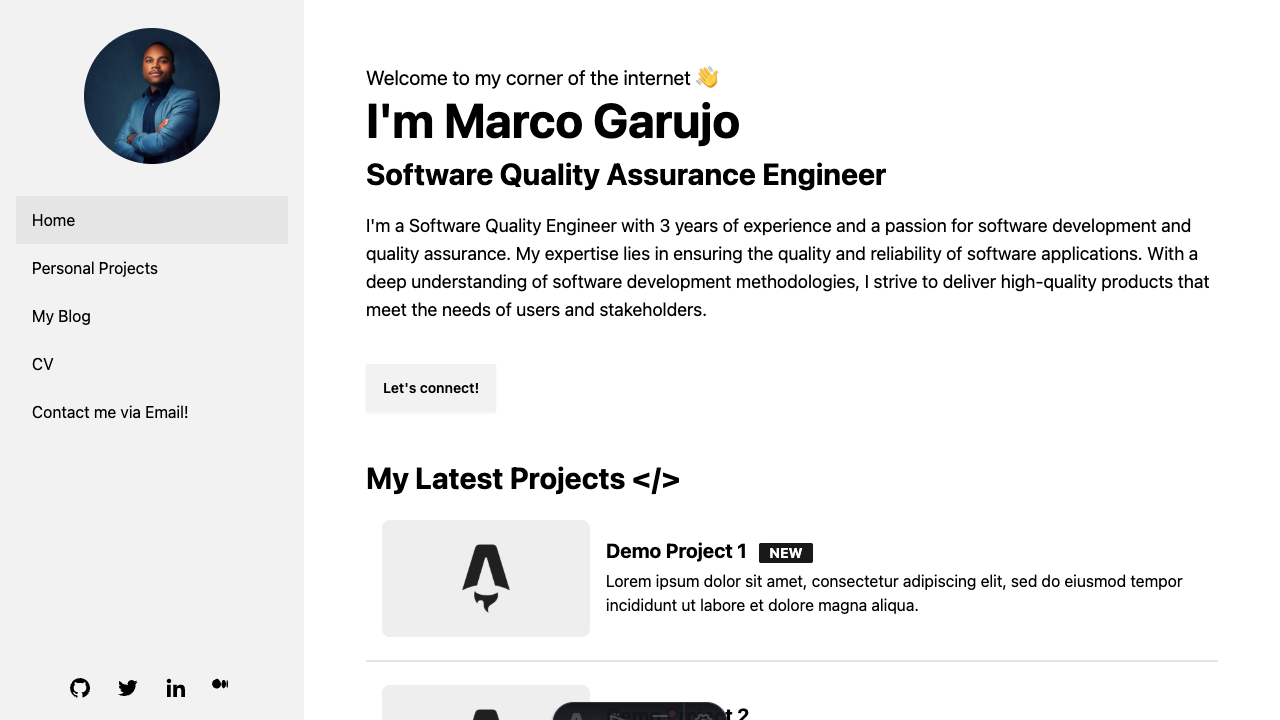 Home
Personal Projects
My Blog
CV
Contact me via Email!
Welcome to my corner of the internet 👋
I'm Marco Garujo
Software Quality Assurance Engineer
I'm a Software Quality Engineer with 3 years of experience and a passion for software development and
quality assurance. My expertise lies in ensuring the quality and reliability of software applications. With a
deep understanding of software development methodologies, I strive to deliver high-quality products that
meet the needs of users and stakeholders.
Let's connect!
My Latest Projects </>
Demo Project 1 NEW
Lorem ipsum dolor sit amet, consectetur adipiscing elit, sed do eiusmod tempor
incididunt ut labore et dolore magna aliqua.
2